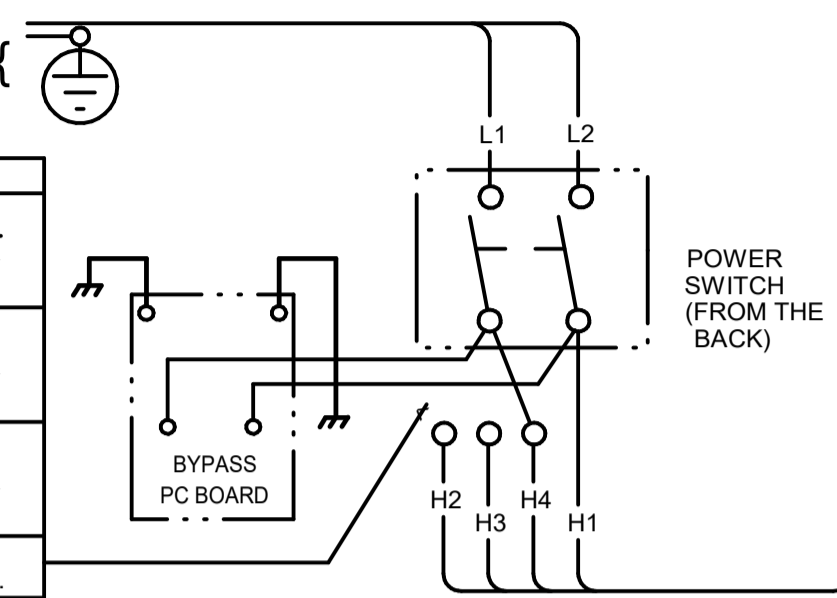 L1
L2
POWER
SWITCH
(FROM THE
BACK)
BYPASS
PC BOARD
H2
H3
H4
H1